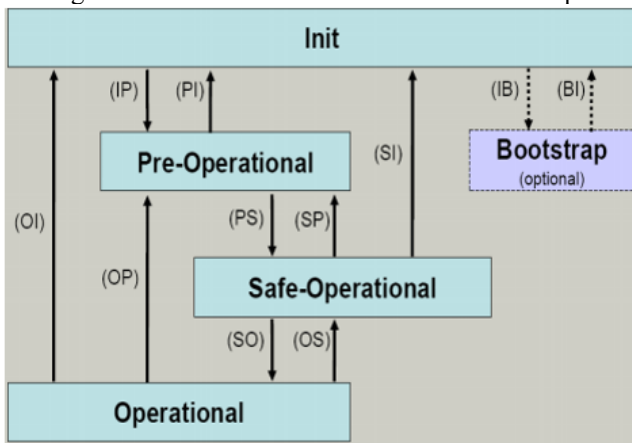 Init
(IP) (PI) (IB) (BI)
(SI)
Pre-Operational
Bootstrap
(optional)
(OI)
(PS) (SP)
(OP)
Safe-Operational
(SO) (OS)
Operational